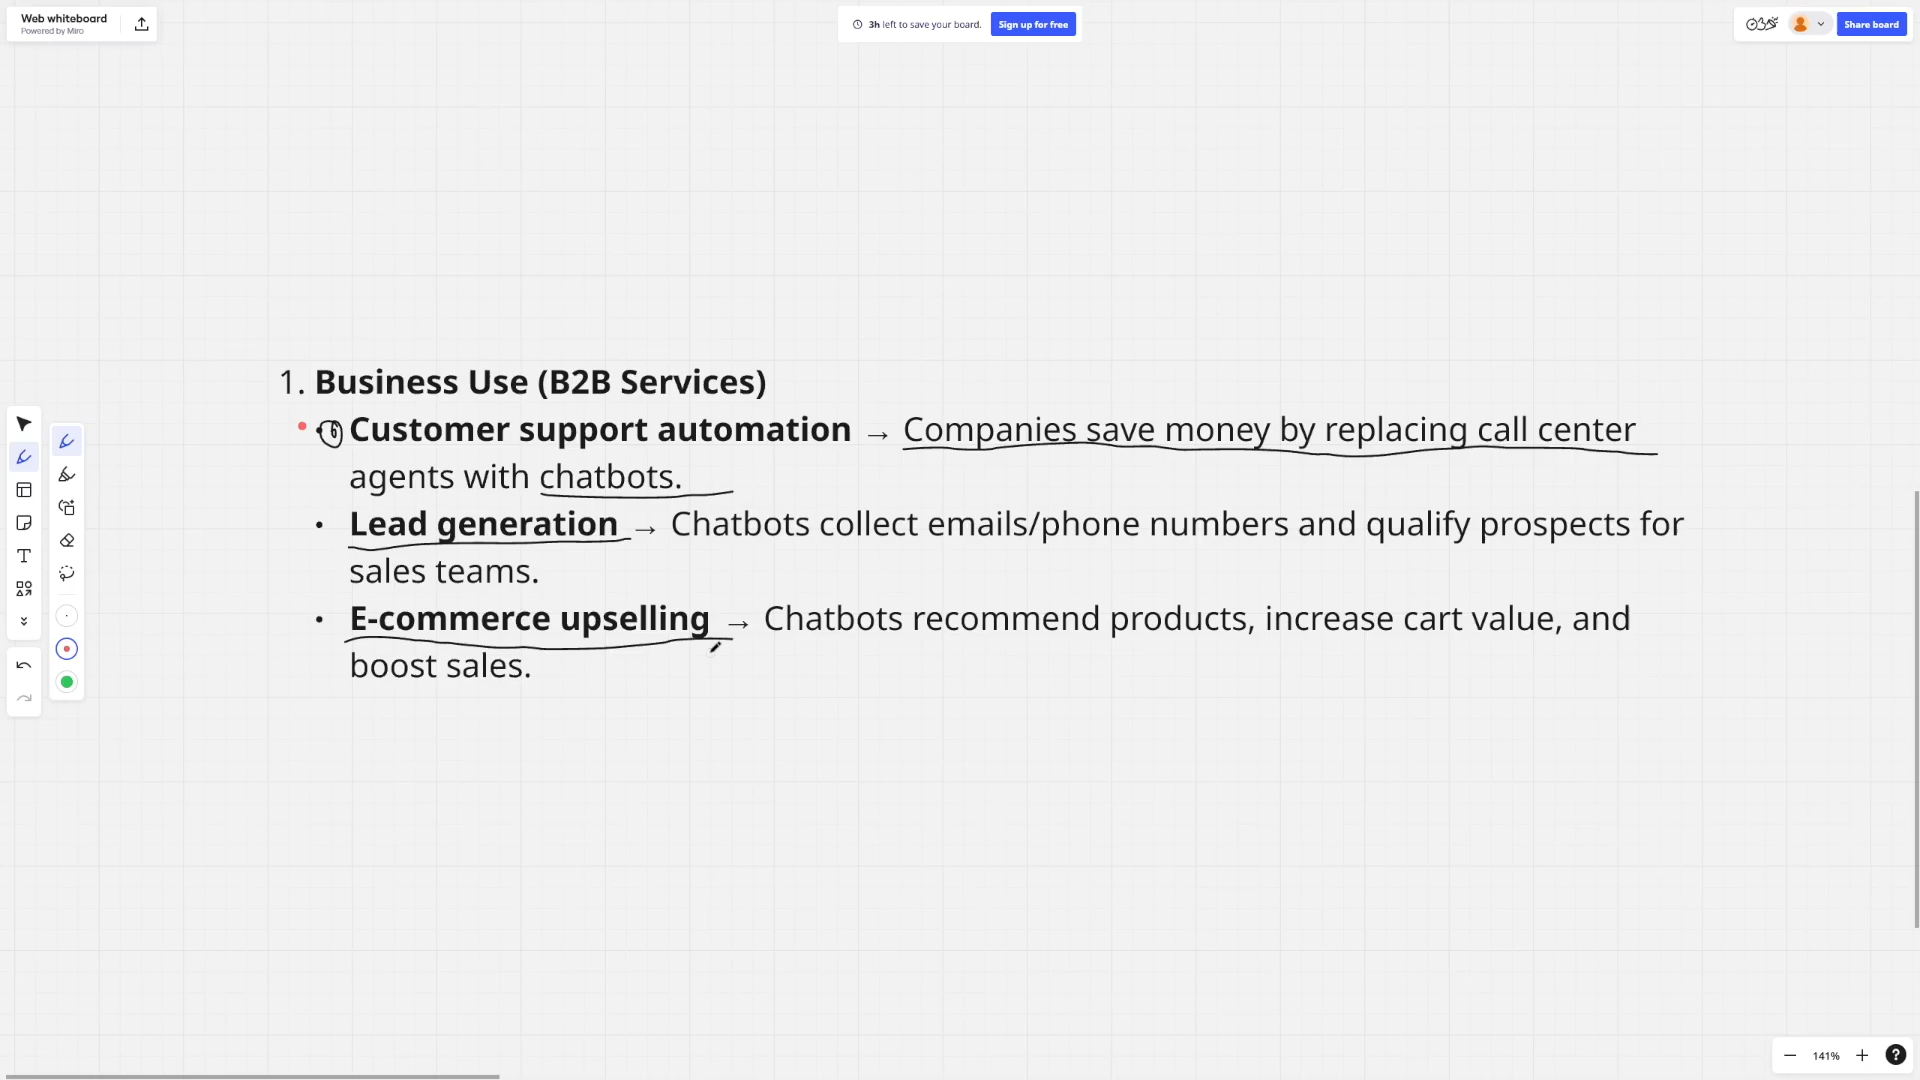 Web whiteboard
Powered by Miro
3h left to save your board.
Sign up for free
Share board
1. Business Use (B2B Services)
• Customer support automation → Companies save money by replacing call center
agents with chatbots.
• Lead generation → Chatbots collect emails/phone numbers and qualify prospects for
sales teams.
• E-commerce upselling → Chatbots recommend products, increase cart value, and
boost sales.
141%